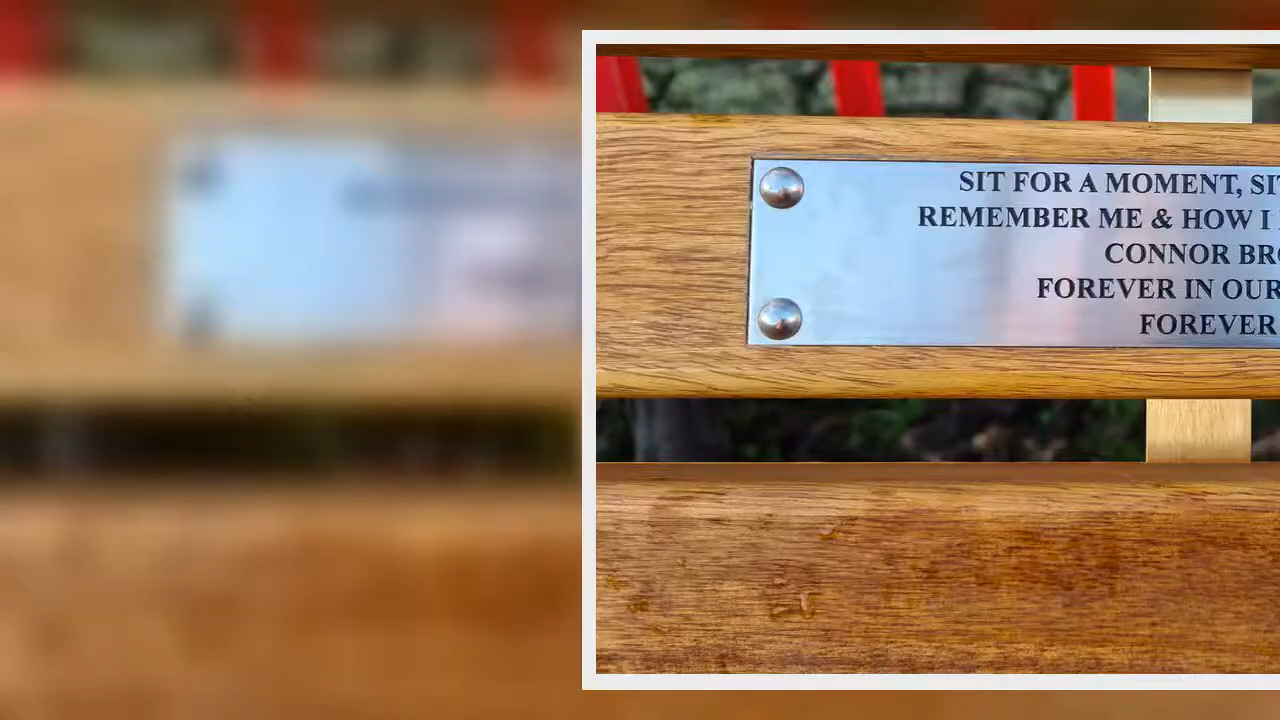 SIT FOR A MOMENT,
REMEMBER ME & HOW I
CONNOR
FOREVER IN OUR
FOREVER